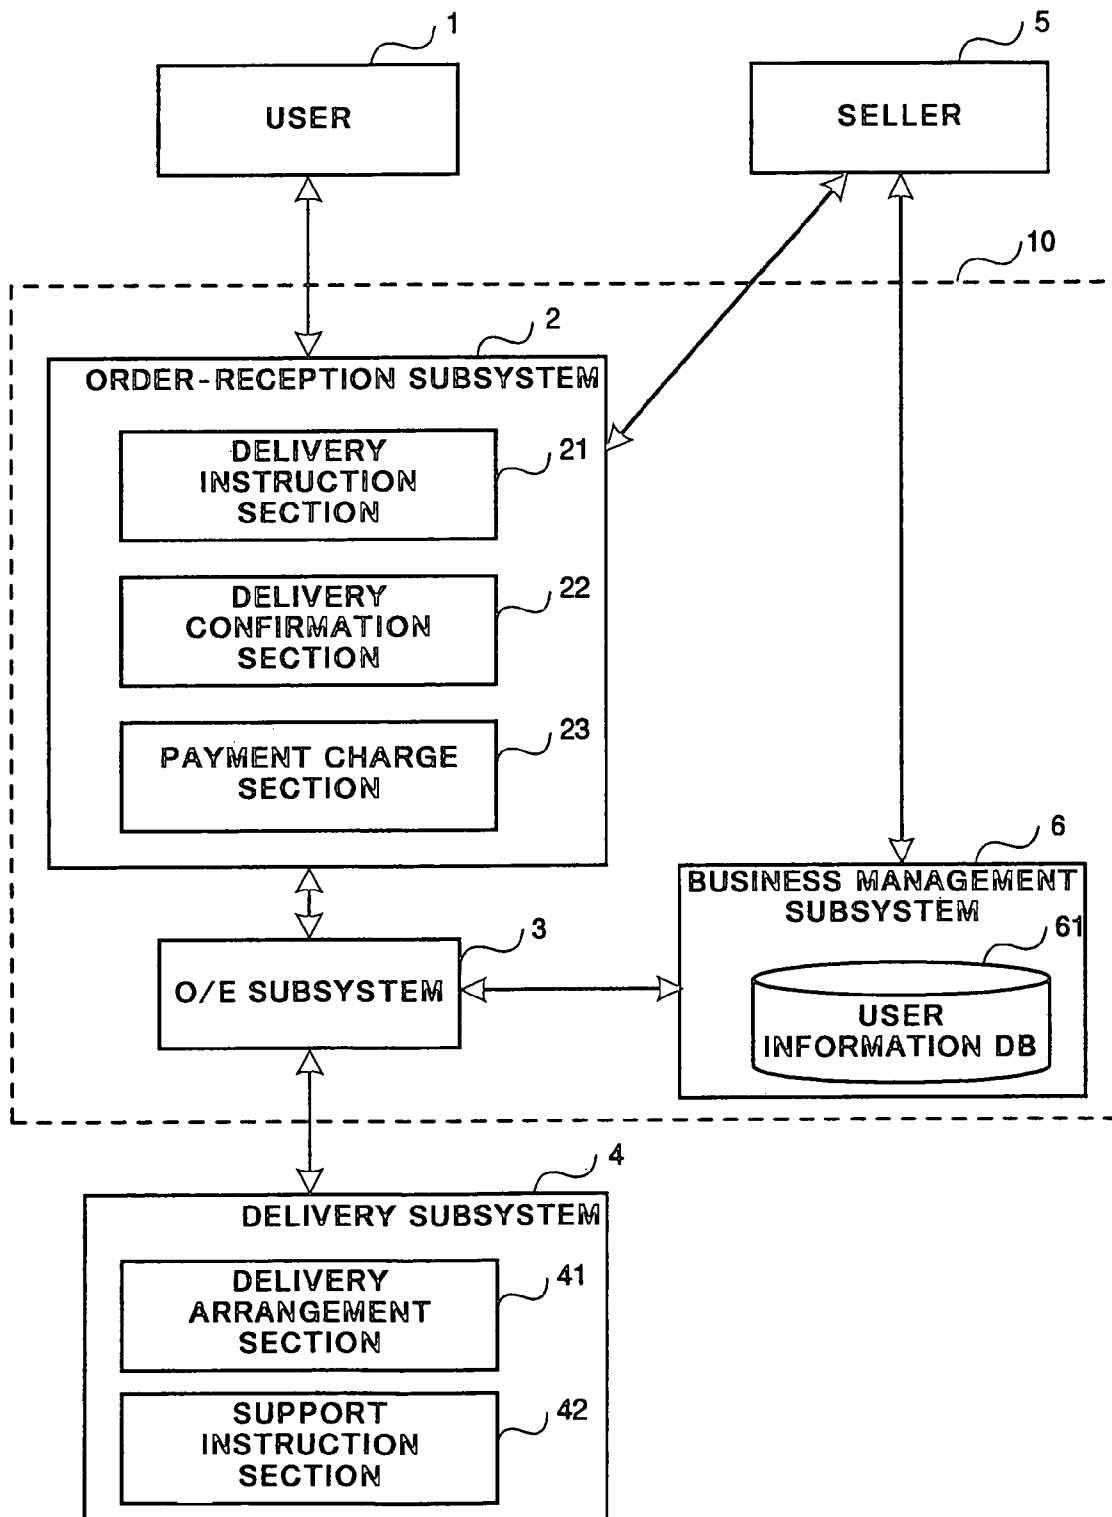 1
USER
5
SELLER
10
2
ORDER-RECEPTION SUBSYSTEM
DELIVERY
INSTRUCTION
SECTION
21
DELIVERY
CONFIRMATION
SECTION
22
PAYMENT CHARGE
SECTION
23
6
BUSINESS MANAGEMENT
SUBSYSTEM
61
USER
INFORMATION DB
3
O/E SUBSYSTEM
4
DELIVERY SUBSYSTEM
DELIVERY
ARRANGEMENT
SECTION
41
SUPPORT
INSTRUCTION
SECTION
42